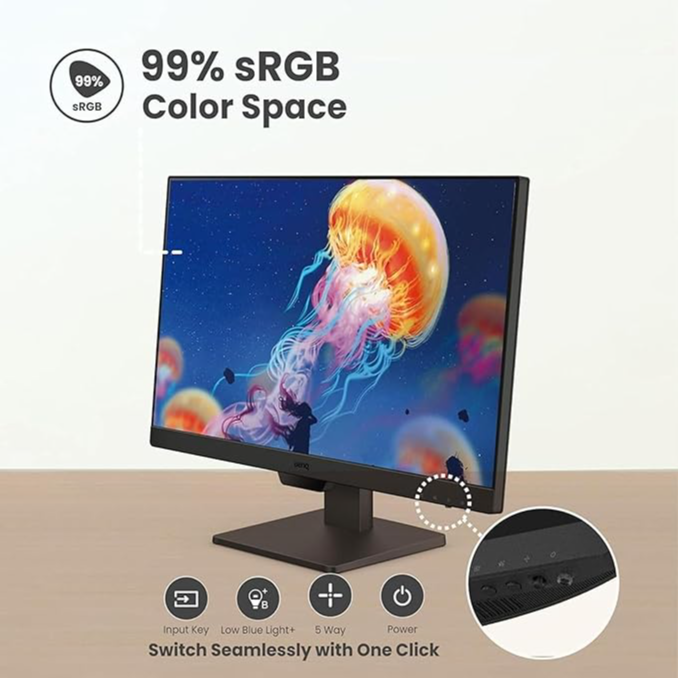 99%
sRGB
99% sRGB
Color Space
BenQ
Input Key
Low Blue Light+
5 Way
Power
B
Switch Seamlessly with One Click